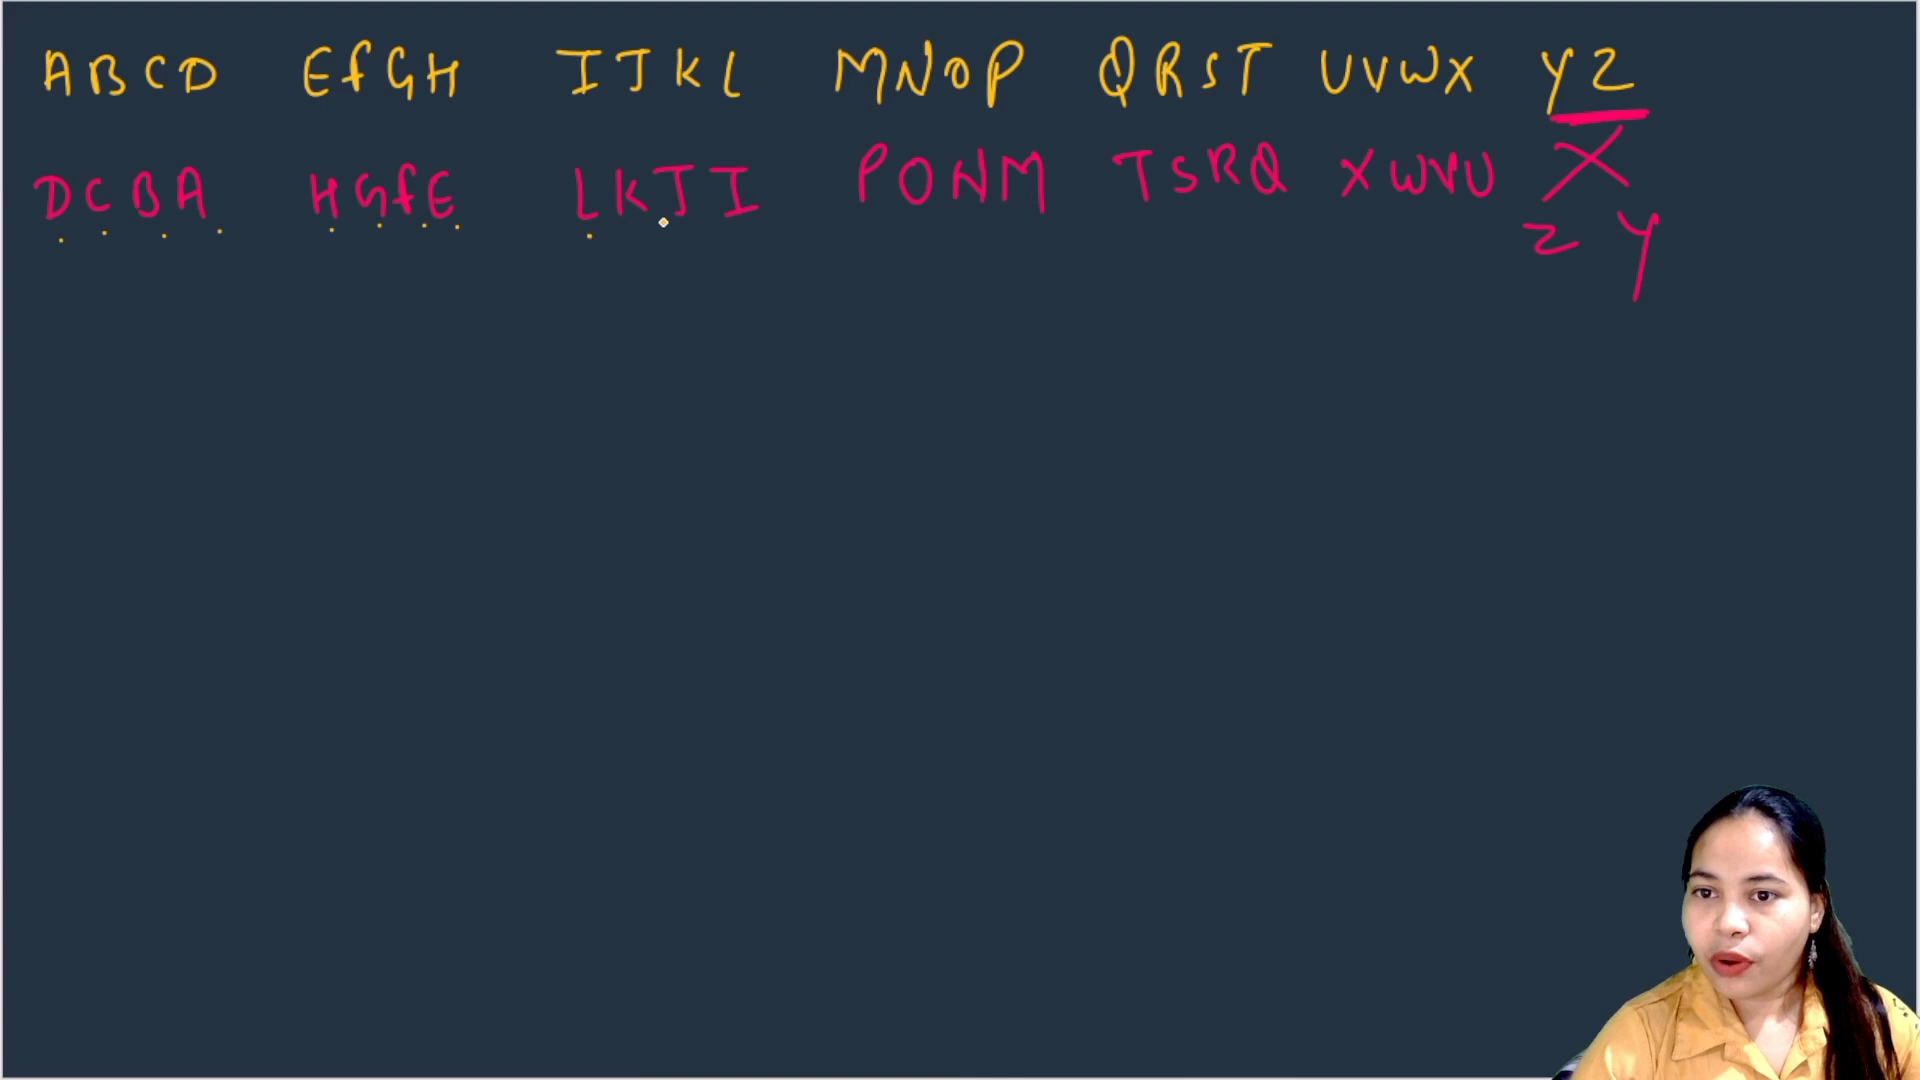 ABCD EfGH IJKL MNOP QRST UVWX YZ
DCBA HGfE LKJI PONM TSRQ XWVU
ZY